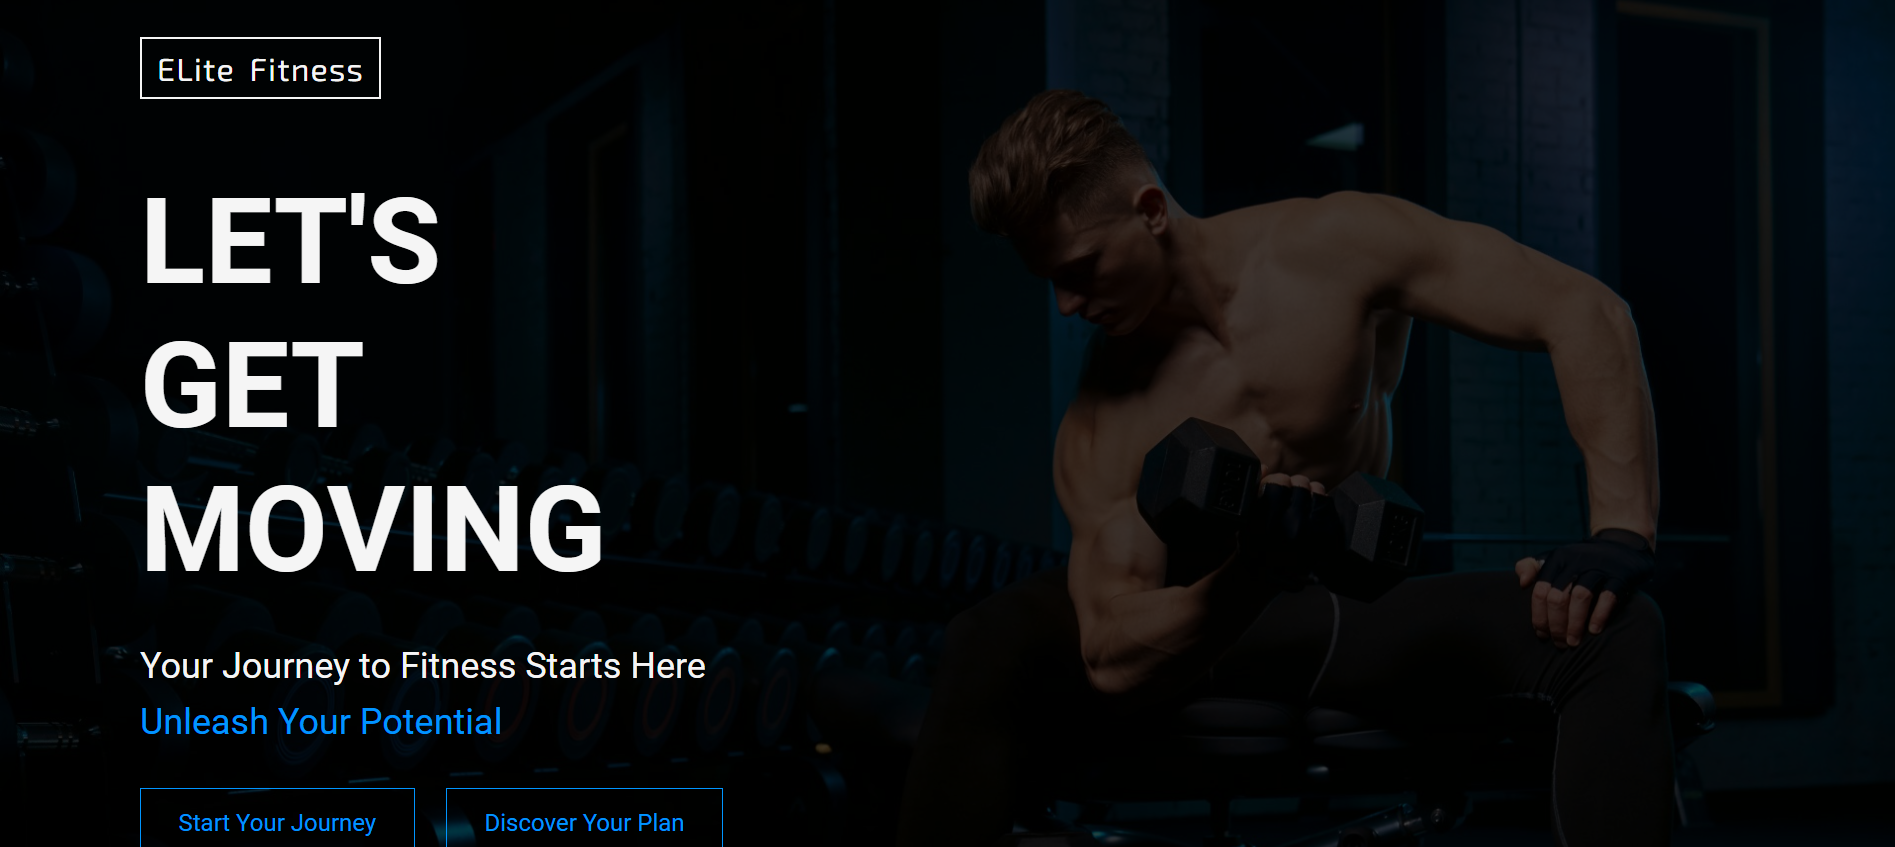 ELite Fitness
LET'S
GET
MOVING
Your Journey to Fitness Starts Here
Unleash Your Potential
Start Your Journey
Discover Your Plan